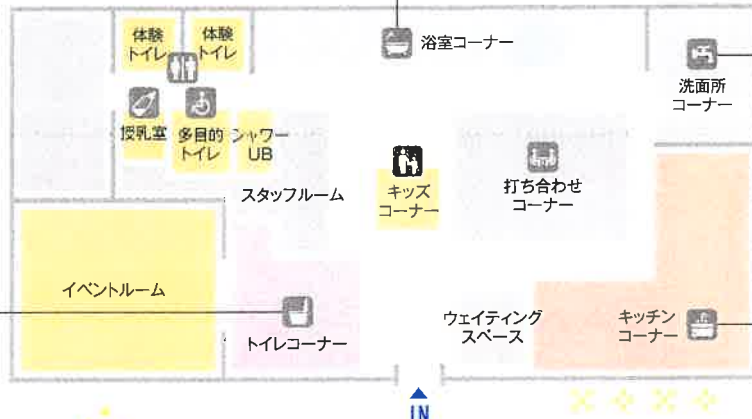 体験
トイレ
体験
トイレ
浴室コーナー
洗面所
コーナー
授乳室
多目的
トイレ
シャワー
UB
スタッフルーム
キッズ
コーナー
打ち合わせ
コーナー
イベントルーム
トイレコーナー
ウェイティング
スペース
キッチン
コーナー
IN